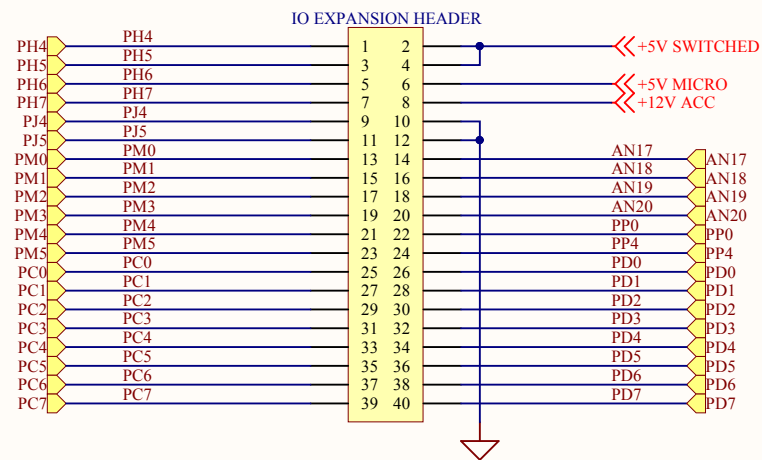 IO EXPANSION HEADER
PH4 PH4 1 2 +5V SWITCHED
PH5 PH5 3 4
PH6 PH6 5 6 +5V MICRO
PH7 PH7 7 8 +12V ACC
PJ4 PJ4 9 10
PJ5 PJ5 11 12
PM0 PM0 13 14 AN17 AN17
PM1 PM1 15 16 AN18 AN18
PM2 PM2 17 18 AN19 AN19
PM3 PM3 19 20 AN20 AN20
PM4 PM4 21 22 PP0 PP0
PM5 PM5 23 24 PP4 PP4
PC0 PC0 25 26 PD0 PD0
PC1 PC1 27 28 PD1 PD1
PC2 PC2 29 30 PD2 PD2
PC3 PC3 31 32 PD3 PD3
PC4 PC4 33 34 PD4 PD4
PC5 PC5 35 36 PD5 PD5
PC6 PC6 37 38 PD6 PD6
PC7 PC7 39 40 PD7 PD7